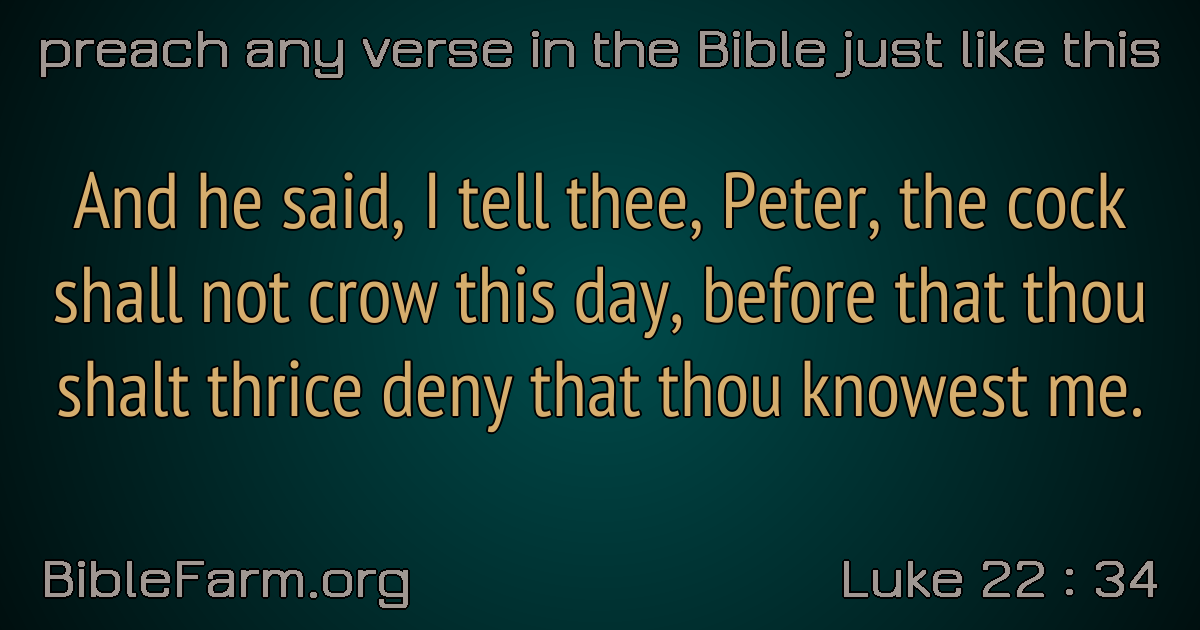 preach any verse in the Bible just like this
And he said, I tell thee, Peter, the cock
shall not crow this day, before that thou
shalt thrice deny that thou knowest me.
BibleFarm.org
Luke 22 : 34